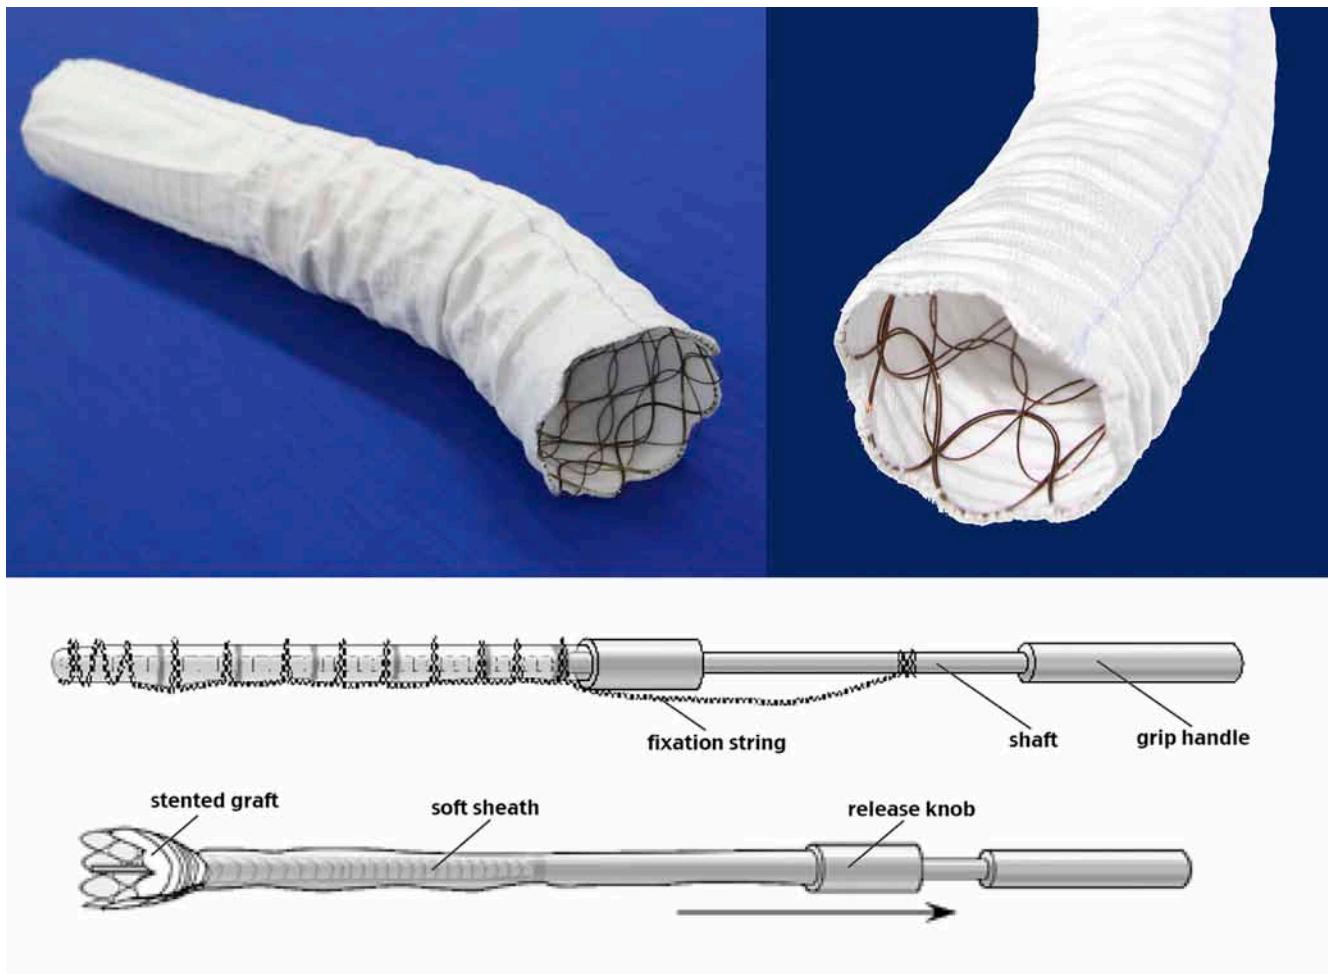 fixation string
shaft
grip handle
stented graft
soft sheath
release knob